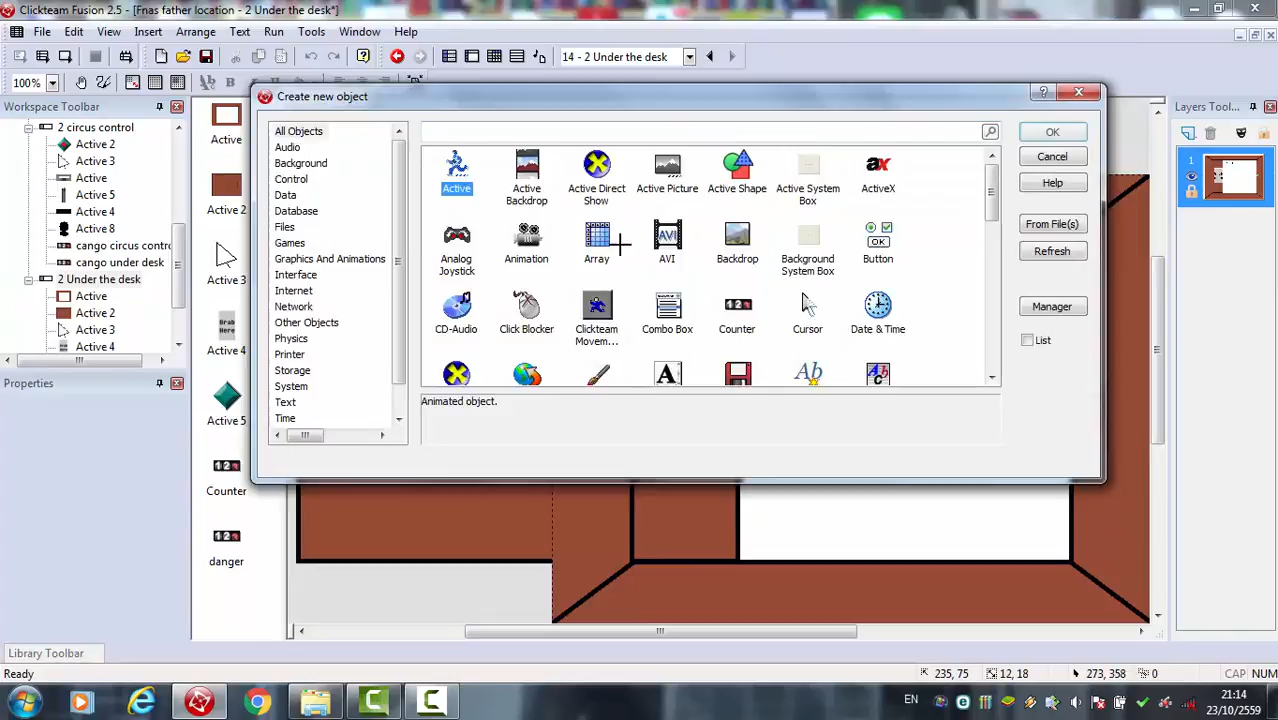 Clickteam Fusion 2.5 - [Fnas father location - 2 Under the desk*]
File Edit View Insert Arrange Text Run Tools Window Help
14 - 2 Under the desk
100%
Workspace Toolbar
2 circus control
Active 2
Active 3
Active
Active 5
Active 4
Active 8
cango circus contr
cango under desk
2 Under the desk
Active
Active 2
Active 3
Active 4
Properties
Active
Active 2
Active 3
Grab Here
Active 4
Active 5
Counter
danger
Create new object
All Objects
Audio
Background
Control
Data
Database
Files
Games
Graphics And Animations
Interface
Internet
Network
Other Objects
Physics
Printer
Storage
System
Text
Time
Active
Active Backdrop
Active Direct Show
Active Picture
Active Shape
Active System Box
ActiveX
Analog Joystick
Animation
Array
AVI
Backdrop
Background System Box
Button
CD-Audio
Click Blocker
Clickteam Movem...
Combo Box
Counter
Cursor
Date & Time
Animated object.
OK
Cancel
Help
From File(s)
Refresh
Manager
List
Layers Tool...
1
Library Toolbar
Ready
235, 75
12, 18
273, 358
0
CAP NUM
EN
21:14
23/10/2559